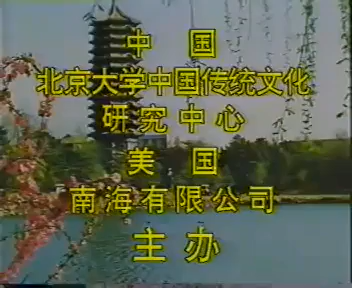 中国
北京大学中国传统文化
研究中心
美国
南海有限公司
主办